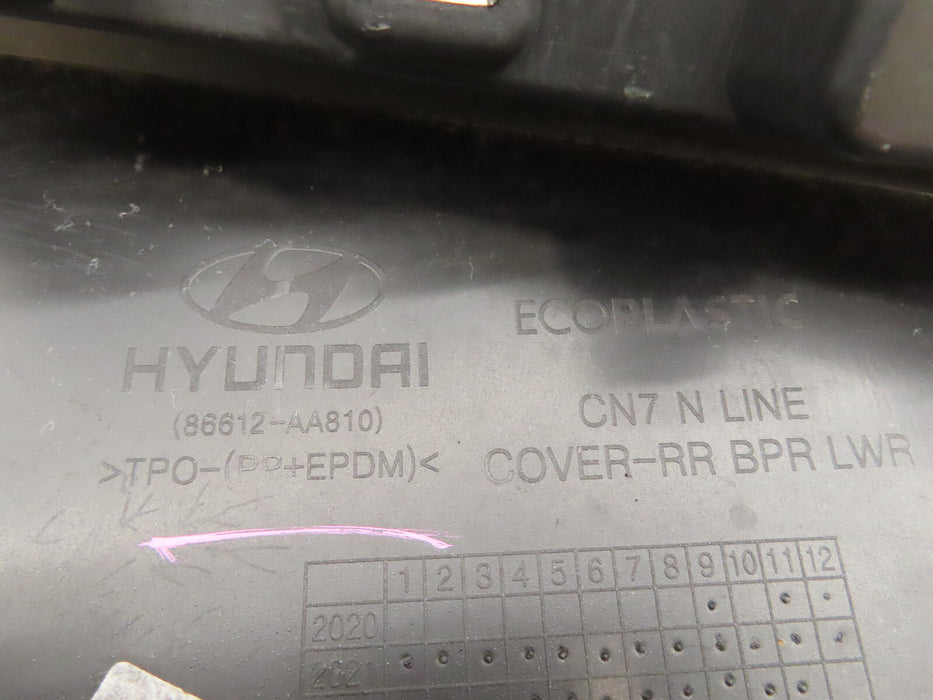 HYUNDAI
(86612-AA810)
>TPO-(PP+EPDM)<
ECOPLASTIC
CN7 N LINE
COVER-RR BPR LWR
1 2 3 4 5 6 7 8 9 10 11 12
2020
2021